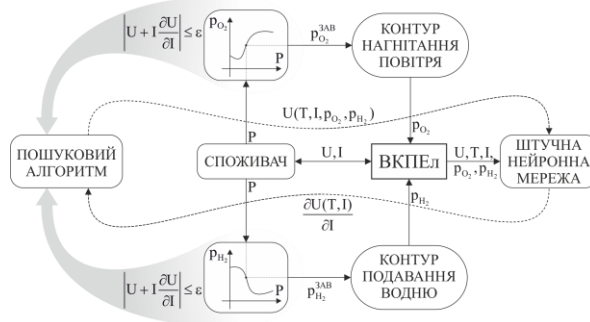 |U + I ∂U/∂I| ≤ ε
p_O₂
P
p_O₂^ЗАВ
КОНТУР
НАГНІТАННЯ
ПОВІТРЯ
U(T, I, p_O₂, p_H₂)
P
p_O₂
ПОШУКОВИЙ
АЛГОРИТМ
СПОЖИВАЧ
U, I
ВКПЕл
U, T, I,
p_O₂, p_H₂
ШТУЧНА
НЕЙРОННА
МЕРЕЖА
P
∂U(T, I)/∂I
p_H₂
|U + I ∂U/∂I| ≤ ε
p_H₂
P
p_H₂^ЗАВ
КОНТУР
ПОДАВАННЯ
ВОДНЮ